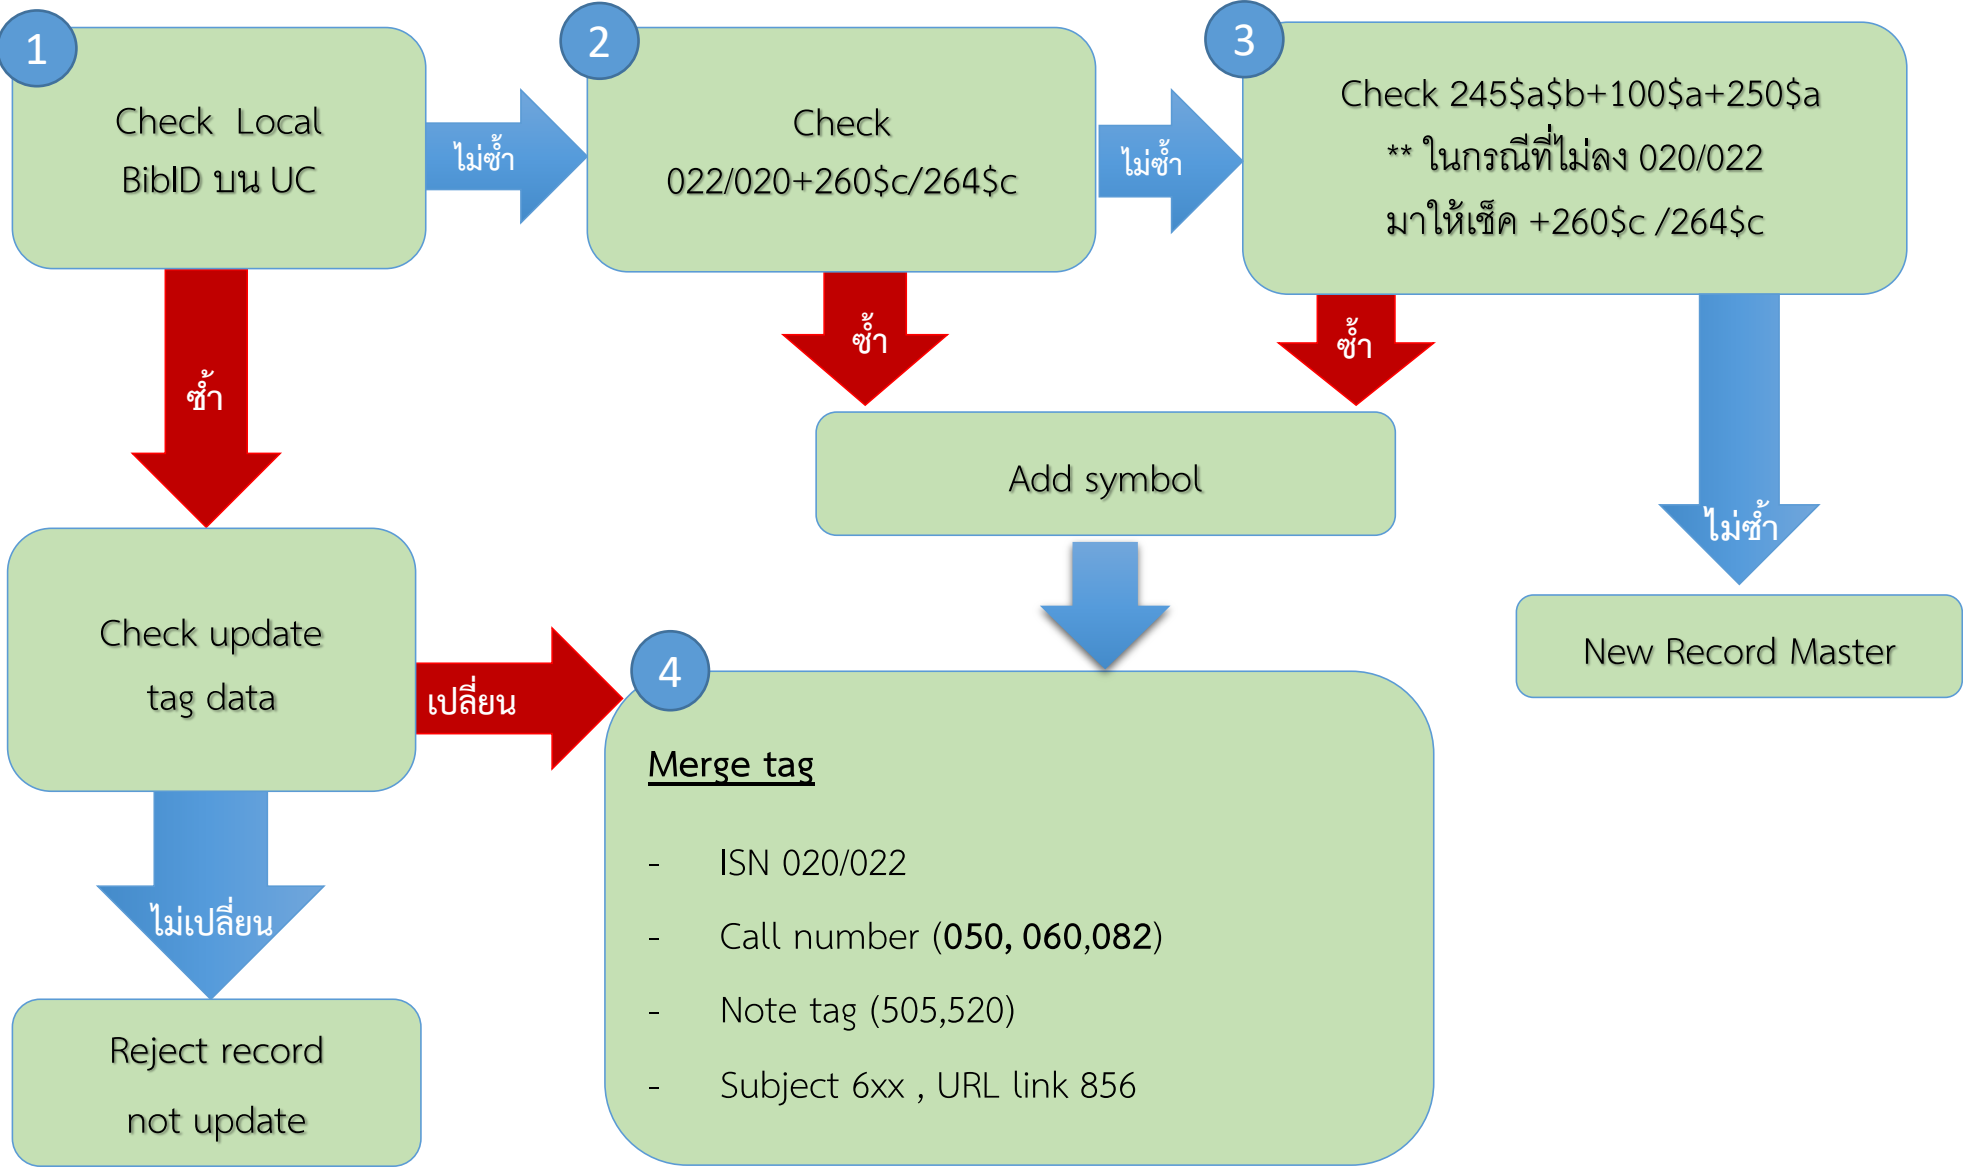 1
Check Local
BibID บน UC
ไม่ซ้ำ
2
Check
022/020+260$c/264$c
ไม่ซ้ำ
3
Check 245$a$b+100$a+250$a
** ในกรณีที่ไม่ลง 020/022
มาให้เช็ค +260$c /264$c
ซ้ำ
ซ้ำ
ซ้ำ
ไม่ซ้ำ
Add symbol
New Record Master
Check update
tag data
เปลี่ยน
4
Merge tag
- ISN 020/022
- Call number (050, 060,082)
- Note tag (505,520)
- Subject 6xx , URL link 856
ไม่เปลี่ยน
Reject record
not update